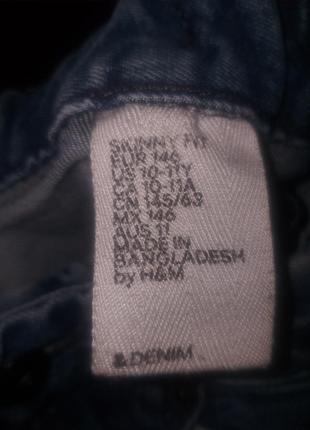 SKINNY FIT
EUR 146
US 10-11Y
CA 10-11A
CN 145/63
MX 146
AUS 11
MADE IN
BANGLADESH
by H&M
&DENIM